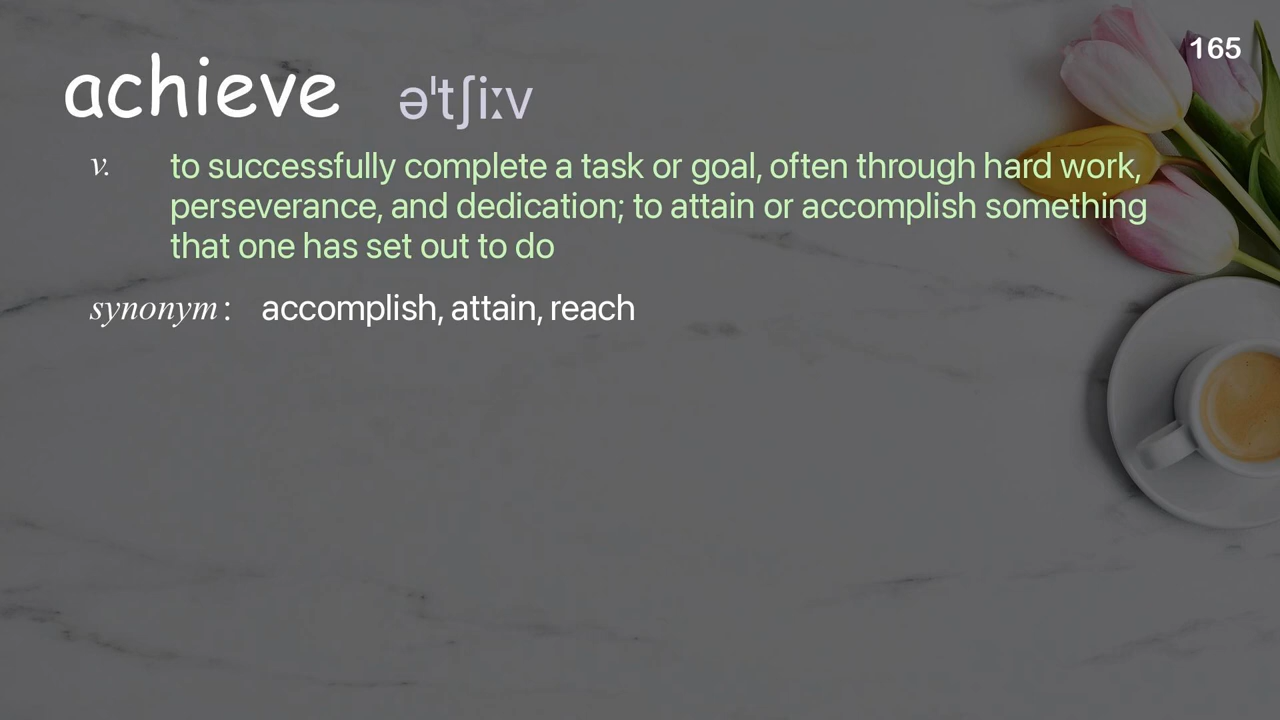 165
achieve əˈtʃiːv
v. to successfully complete a task or goal, often through hard work,
perseverance, and dedication; to attain or accomplish something
that one has set out to do
synonym : accomplish, attain, reach